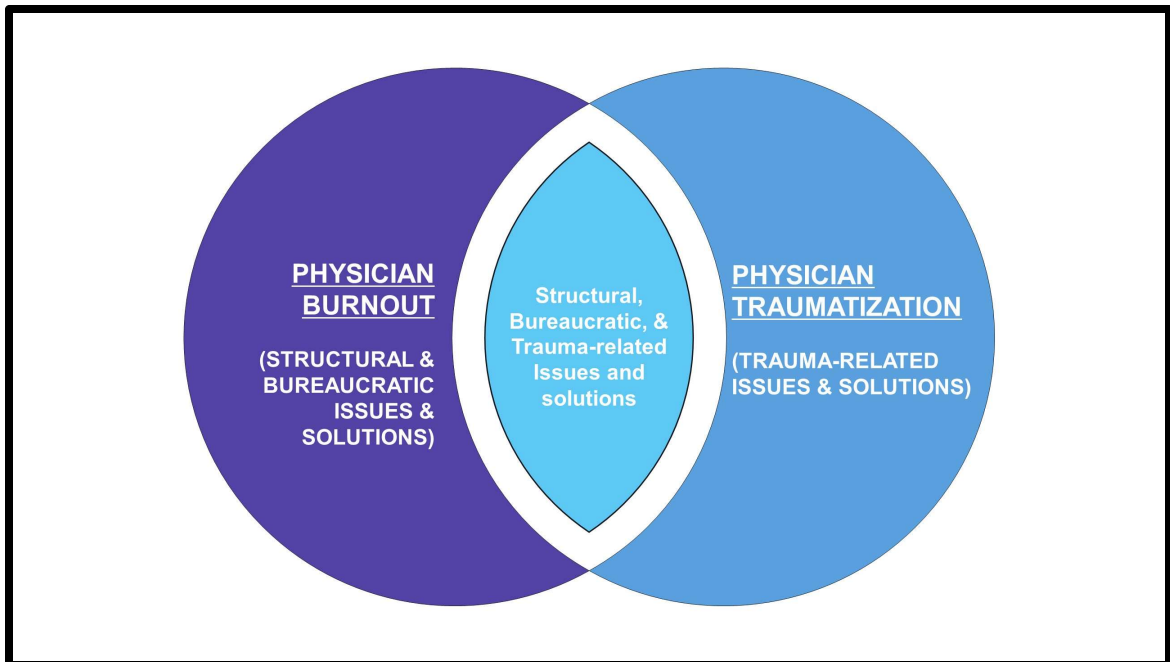 PHYSICIAN
BURNOUT
(STRUCTURAL &
BUREAUCRATIC
ISSUES &
SOLUTIONS)
Structural,
Bureaucratic, &
Trauma-related
Issues and
solutions
PHYSICIAN
TRAUMATIZATION
(TRAUMA-RELATED
ISSUES & SOLUTIONS)